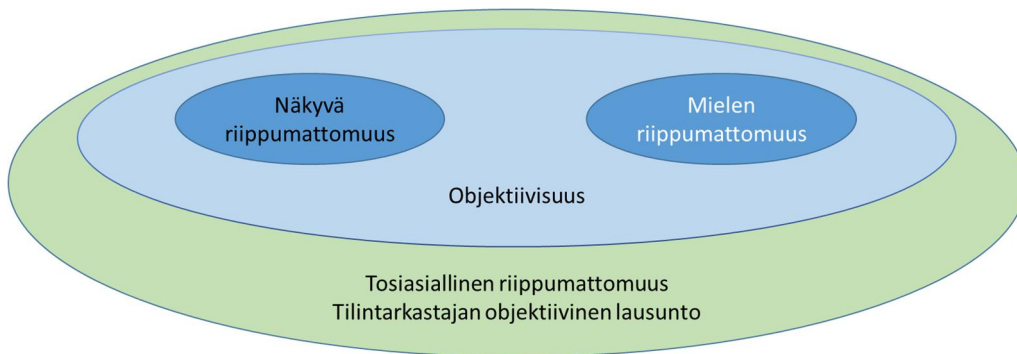 Näkyvä
riippumattomuus
Mielen
riippumattomuus
Objektiivisuus
Tosiasiallinen riippumattomuus
Tilintarkastajan objektiivinen lausunto